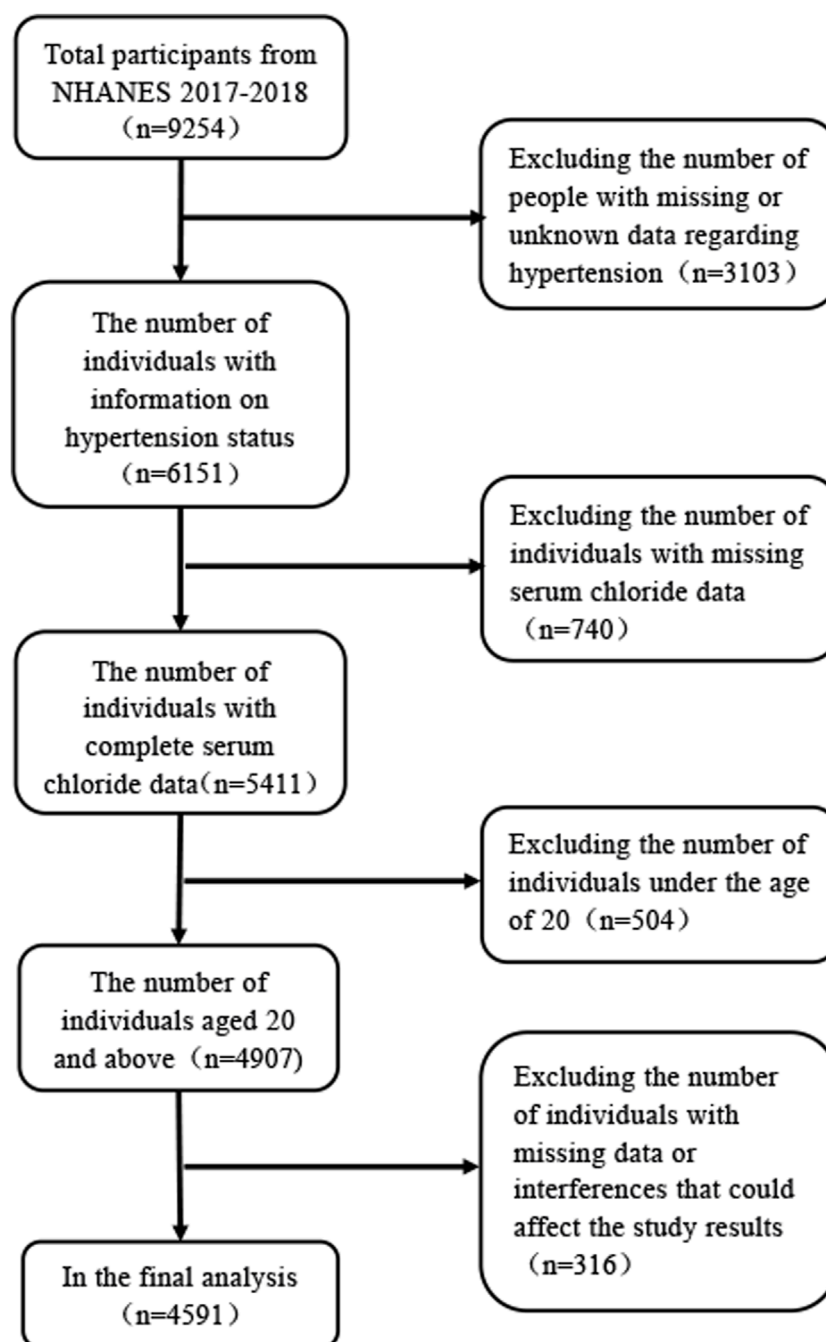 Total participants from
NHANES 2017-2018
（n=9254）
Excluding the number of
people with missing or
unknown data regarding
hypertension（n=3103）
The number of
individuals with
information on
hypertension status
（n=6151）
Excluding the number of
individuals with missing
serum chloride data
（n=740）
The number of
individuals with
complete serum
chloride data(n=5411）
Excluding the number of
individuals under the age
of 20（n=504）
The number of
individuals aged 20
and above（n=4907)
Excluding the number
of individuals with
missing data or
interferences that could
affect the study results
（n=316）
In the final analysis
（n=4591）